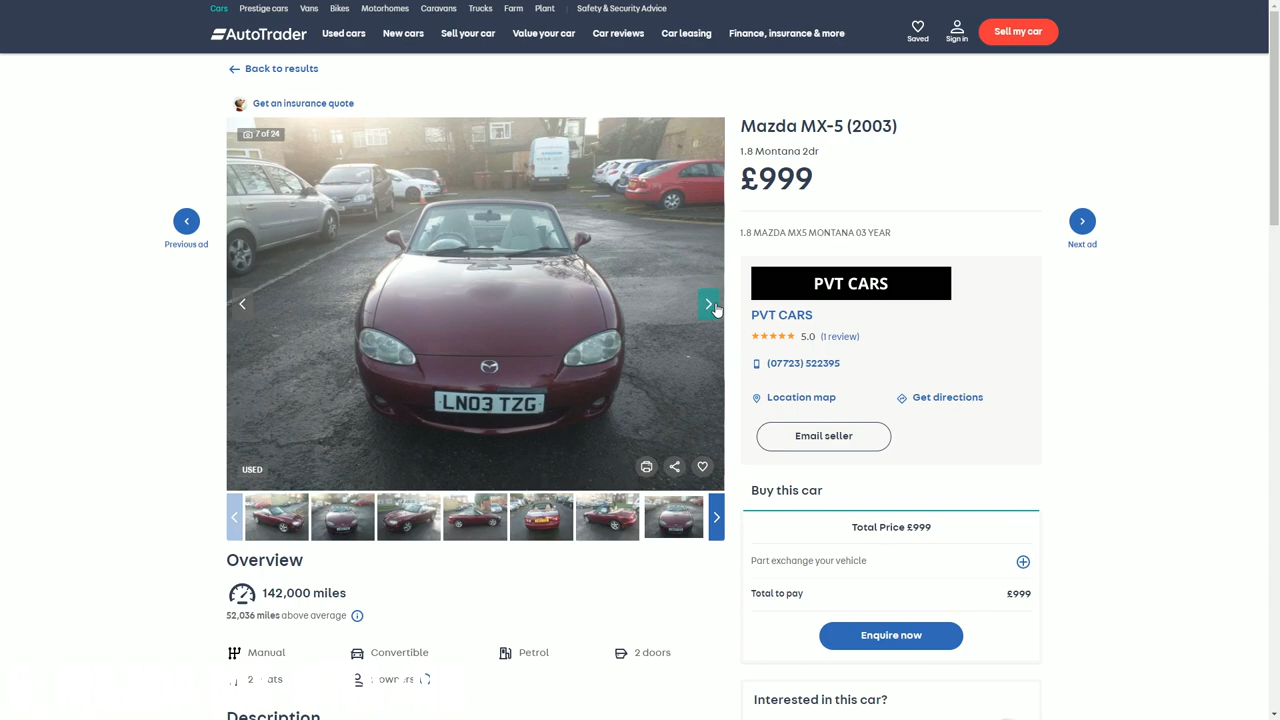 Cars Prestige cars Vans Bikes Motorhomes Caravans Trucks Farm Plant Safety & Security Advice
AutoTrader Used cars New cars Sell your car Value your car Car reviews Car leasing Finance, insurance & more Saved Sign in Sell my car
Back to results
Get an insurance quote
7 of 24
Mazda MX-5 (2003)
1.8 Montana 2dr
£999
Previous ad
Next ad
1.8 MAZDA MX5 MONTANA 03 YEAR
PVT CARS
PVT CARS
5.0 (1 review)
(07723) 522395
Location map Get directions
Email seller
LN03 TZG
USED
Buy this car
Total Price £999
Part exchange your vehicle
Total to pay £999
Enquire now
Overview
142,000 miles
52,036 miles above average
Manual Convertible Petrol 2 doors
2
Interested in this car?
Description